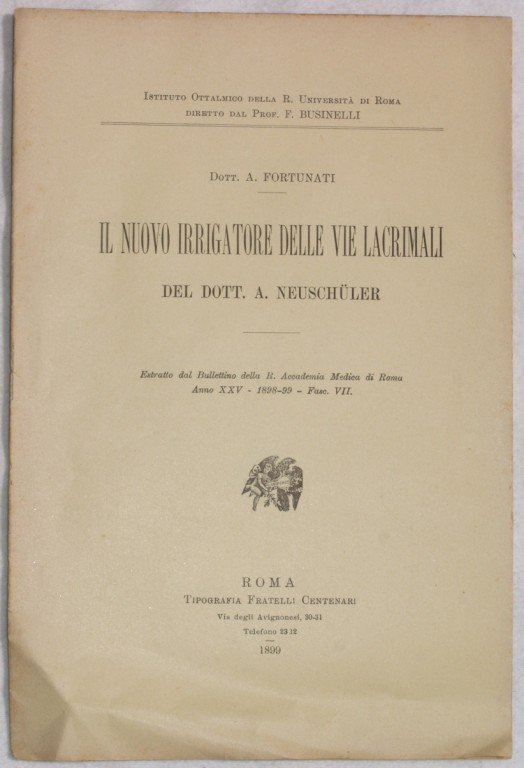 Istituto Ottalmico della R. Università di Roma
diretto dal Prof. F. BUSINELLI
Dott. A. FORTUNATI
IL NUOVO IRRIGATORE DELLE VIE LACRIMALI
DEL DOTT. A. NEUSCHÜLER
Estratto dal Bullettino della R. Accademia Medica di Roma
Anno XXV - 1898-99 - Fasc. VII.
ROMA
Tipografia Fratelli Centenari
Via degli Avignonesi, 30-31
Telefono 23 12
1899